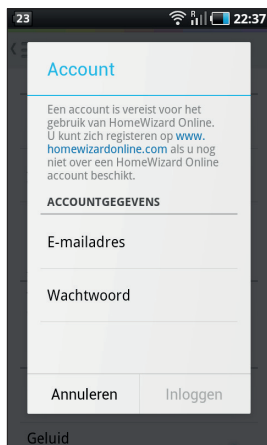 23
R
22:37
Account
Een account is vereist voor het
gebruik van HomeWizard Online.
U kunt zich registeren op www.
homewizardonline.com als u nog
niet over een HomeWizard Online
account beschikt.
ACCOUNTGEGEVENS
E-mailadres
Wachtwoord
Annuleren Inloggen
Geluid